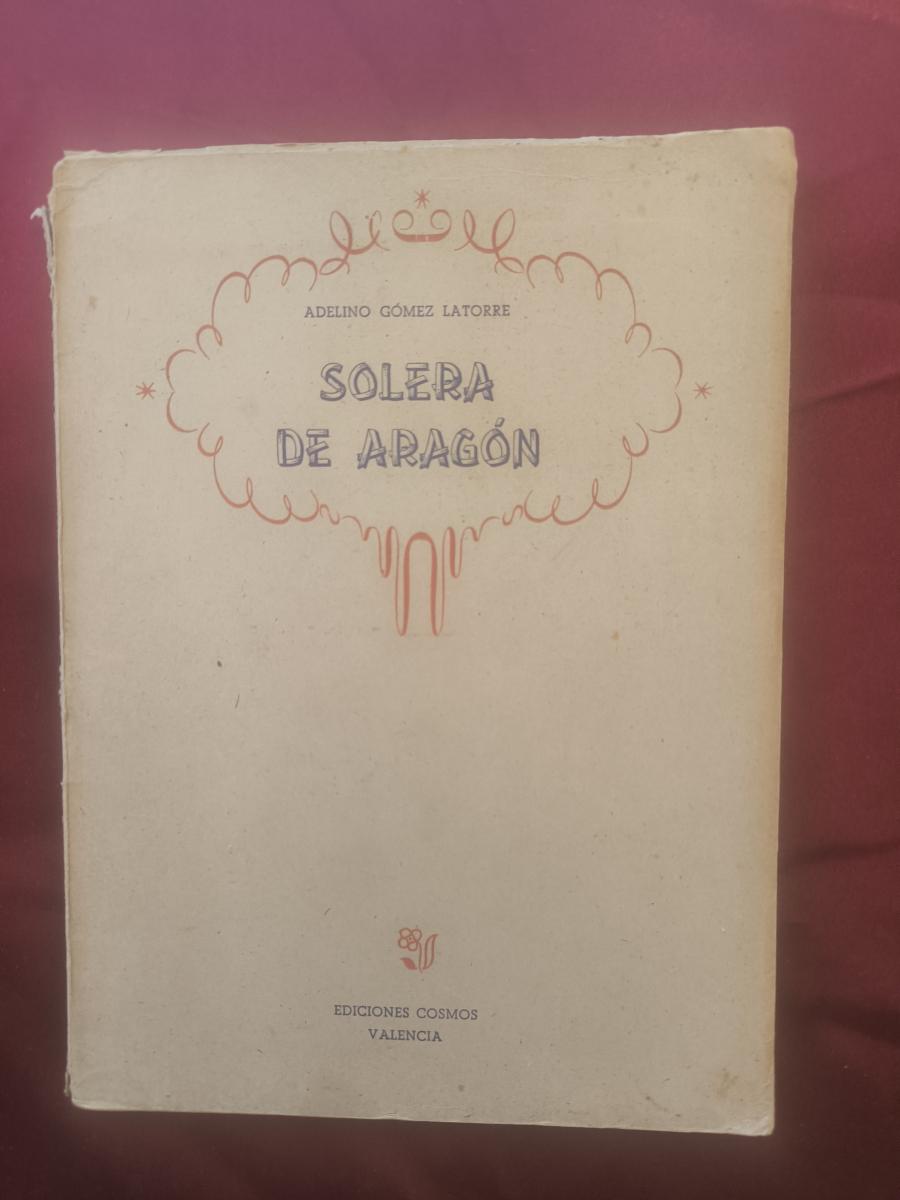 ADELINO GÓMEZ LATORRE
SOLERA
DE ARAGÓN
EDICIONES COSMOS
VALENCIA